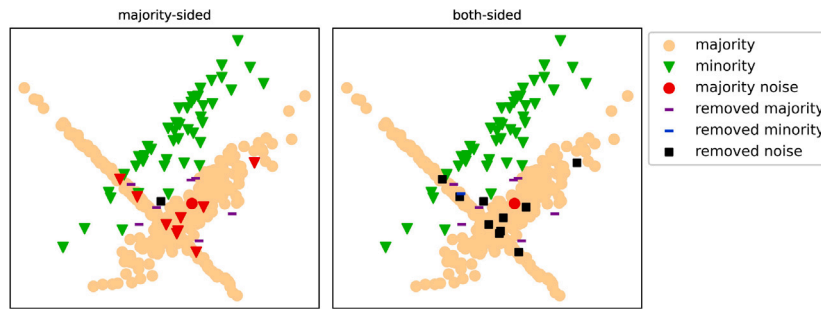 majority-sided
both-sided
majority
minority
majority noise
removed majority
removed minority
removed noise